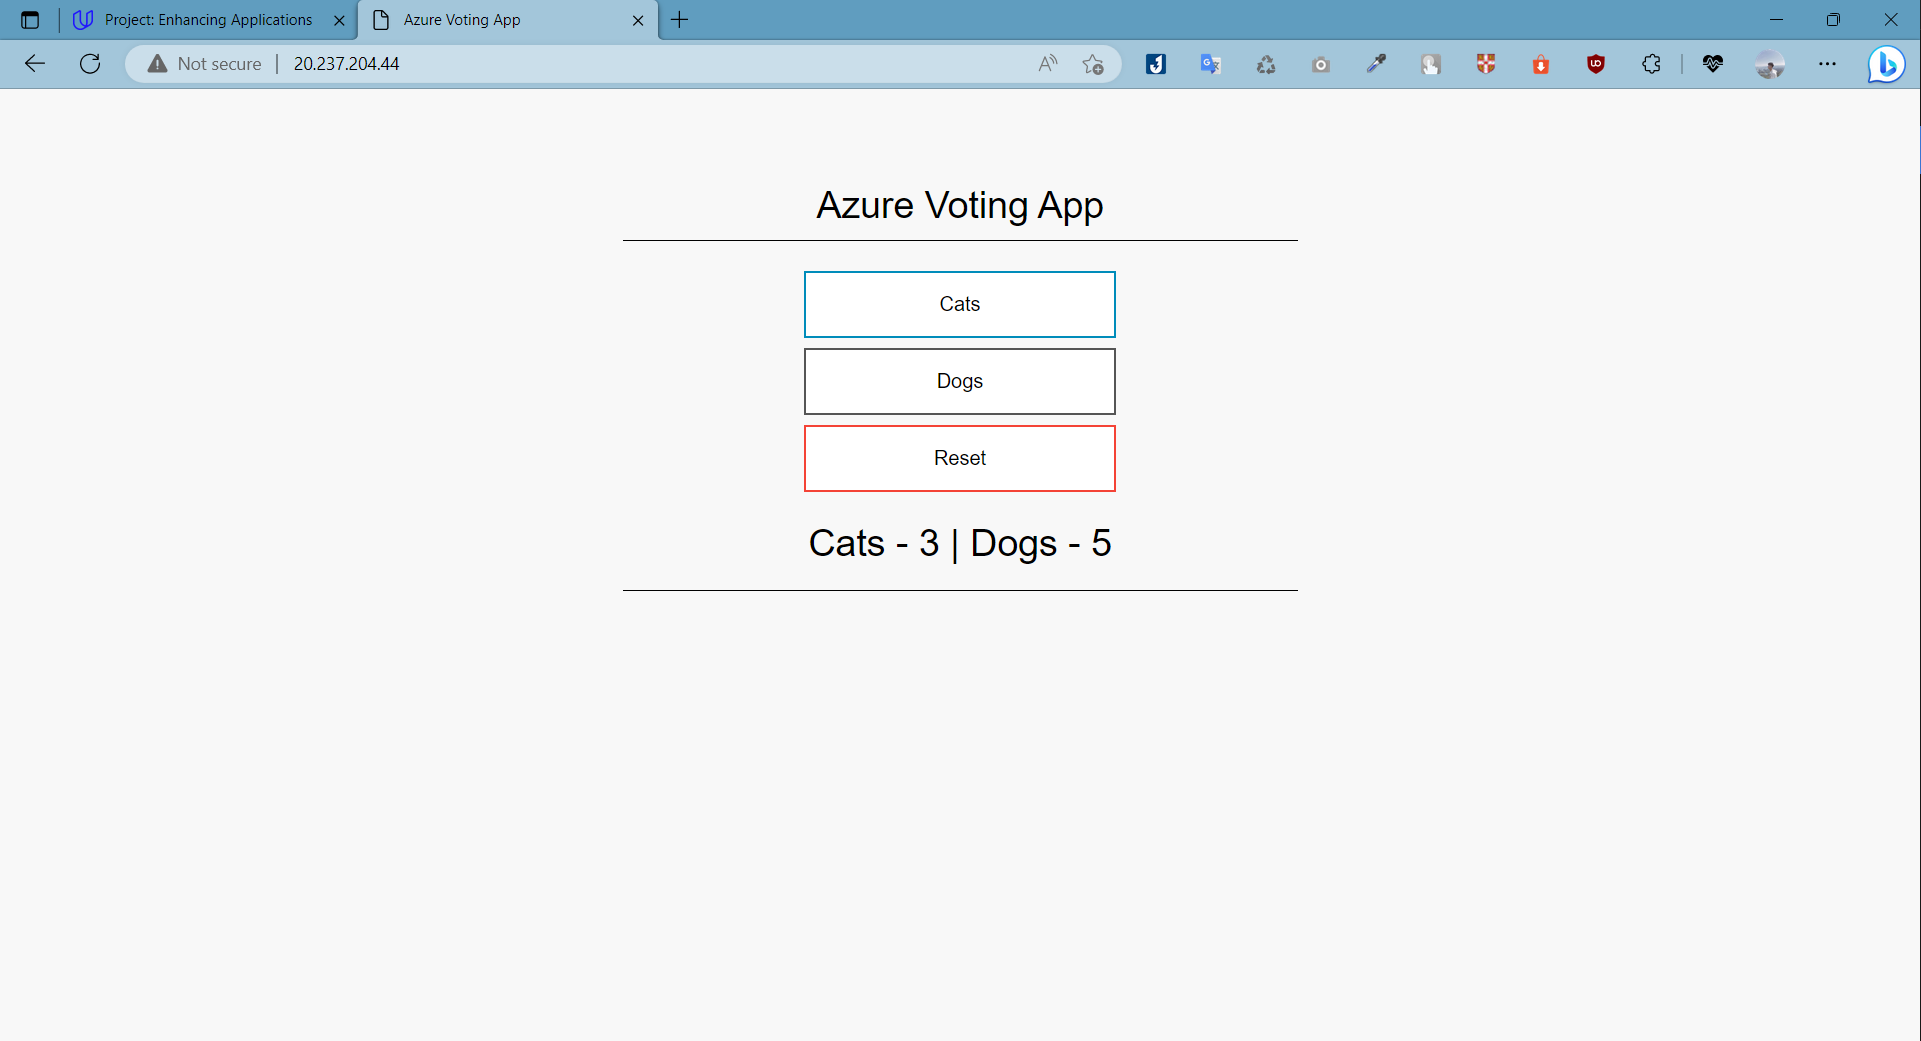 Project: Enhancing Applications
Azure Voting App
Not secure
20.237.204.44
Azure Voting App
Cats
Dogs
Reset
Cats - 3 | Dogs - 5